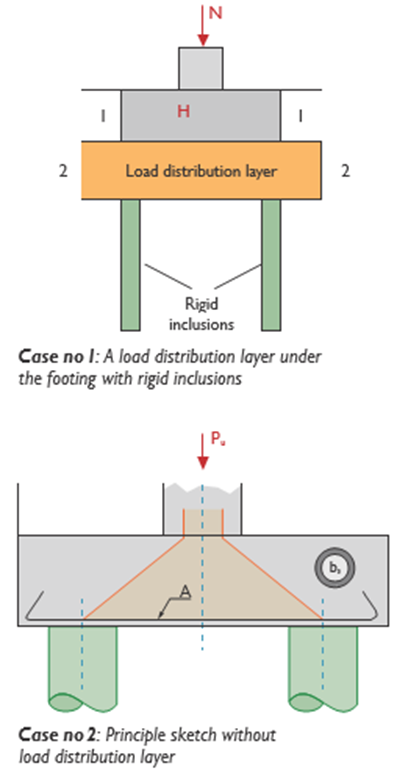 N
H
1 1
2 Load distribution layer 2
Rigid
inclusions
Case no 1: A load distribution layer under
the footing with rigid inclusions
Pu
bs
A
Case no 2: Principle sketch without
load distribution layer